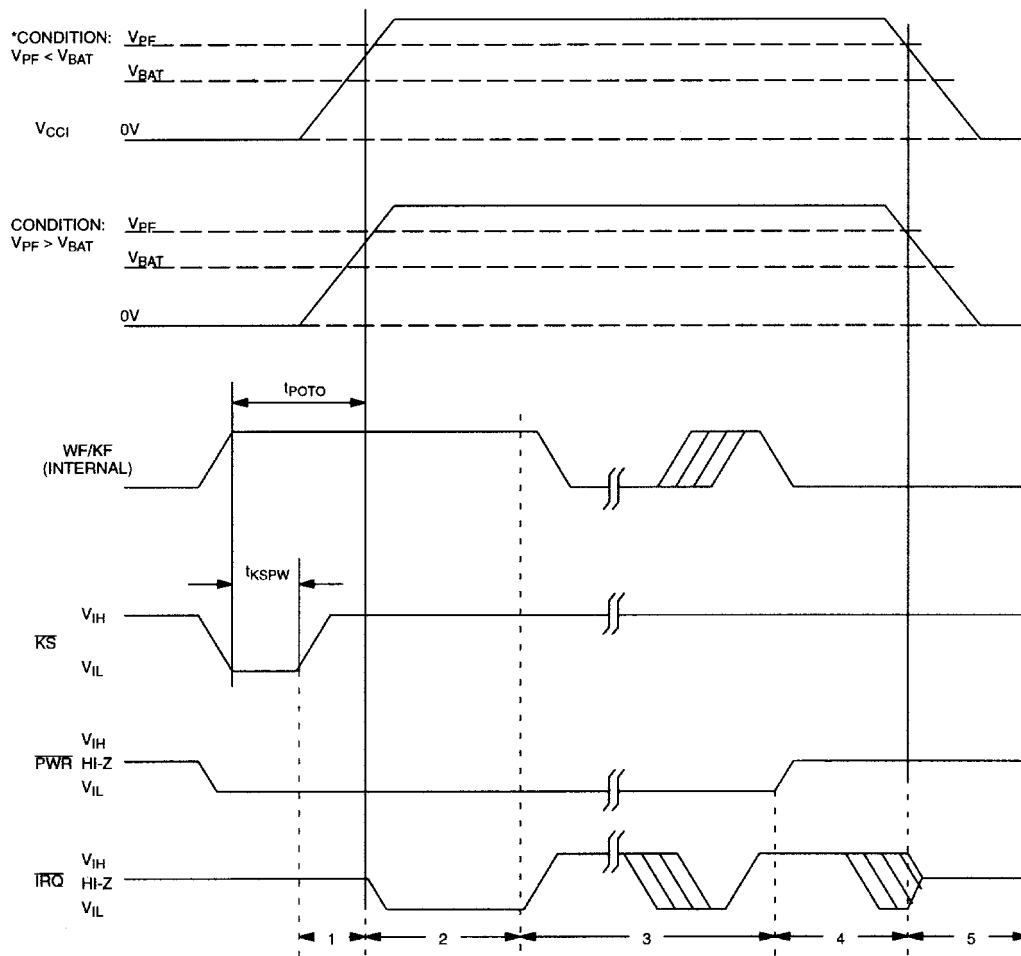 *CONDITION:
VPF < VBAT
VPF
VBAT
VCCI 0V
CONDITION:
VPF > VBAT
VPF
VBAT
0V
tPOTO
WF/KF
(INTERNAL)
tKSPW
VIH
KS
VIL
VIH
PWR HI-Z
VIL
VIH
IRQ HI-Z
VIL
1 2 3 4 5